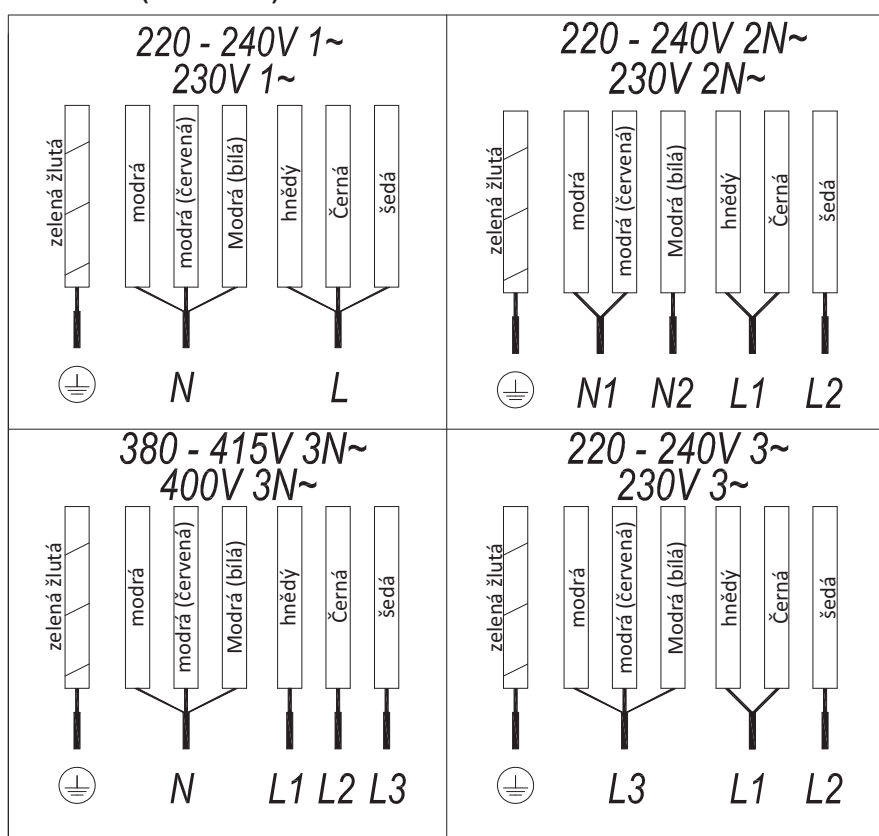 220 - 240V 1~
230V 1~
zelená žlutá
modrá
modrá (červená)
Modrá (bílá)
hnědý
Černá
šedá
N
L
220 - 240V 2N~
230V 2N~
zelená žlutá
modrá
modrá (červená)
Modrá (bílá)
hnědý
Černá
šedá
N1 N2 L1 L2
380 - 415V 3N~
400V 3N~
zelená žlutá
modrá
modrá (červená)
Modrá (bílá)
hnědý
Černá
šedá
N L1 L2 L3
220 - 240V 3~
230V 3~
zelená žlutá
modrá
modrá (červená)
Modrá (bílá)
hnědý
Černá
šedá
L3 L1 L2